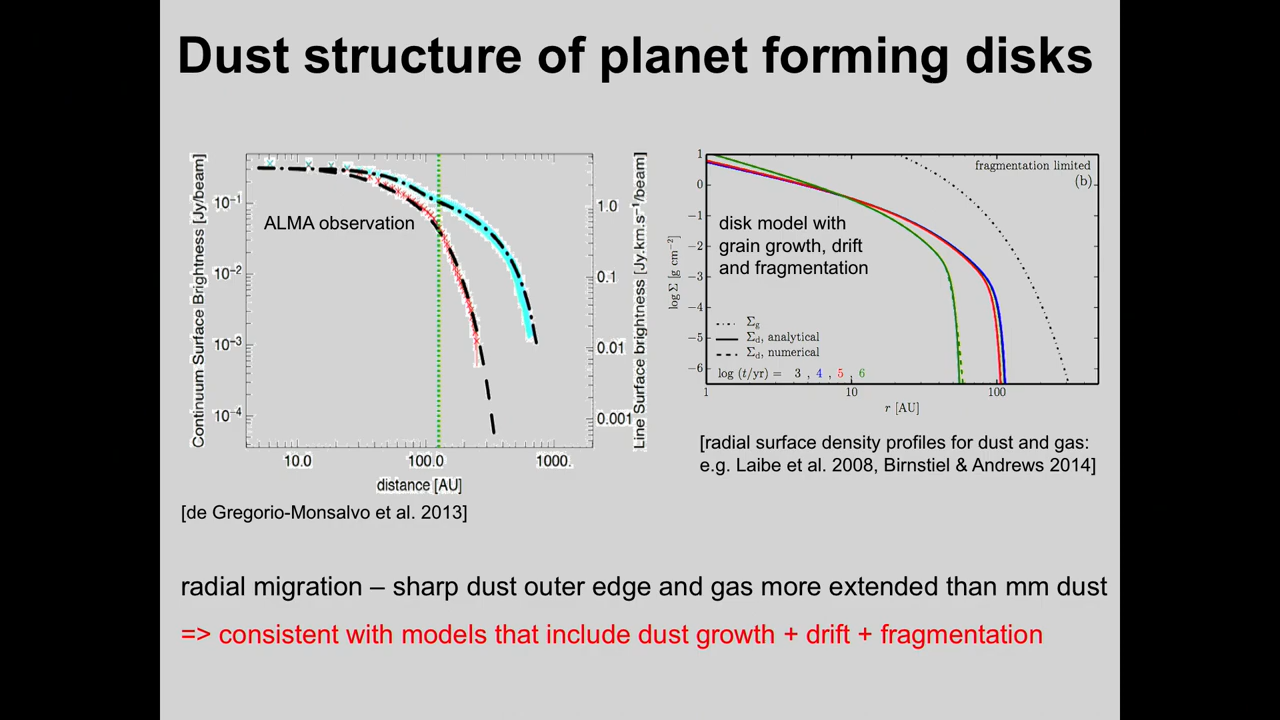 Dust structure of planet forming disks
Continuum Surface Brightness [Jy/beam]
10⁻¹
10⁻²
10⁻³
10⁻⁴
ALMA observation
1.0
0.1
0.01
0.001
Line Surface brightness [Jy.km.s⁻¹/beam]
10.0
100.0
1000.
distance [AU]
[de Gregorio-Monsalvo et al. 2013]
log Σ [g cm⁻²]
1
0
−1
−2
−3
−4
−5
−6
fragmentation limited
(b)
disk model with
grain growth, drift
and fragmentation
Σg
Σd, analytical
Σd, numerical
log (t/yr) = 3 , 4 , 5 , 6
1
10
100
r [AU]
[radial surface density profiles for dust and gas:
e.g. Laibe et al. 2008, Birnstiel & Andrews 2014]
radial migration – sharp dust outer edge and gas more extended than mm dust
=> consistent with models that include dust growth + drift + fragmentation